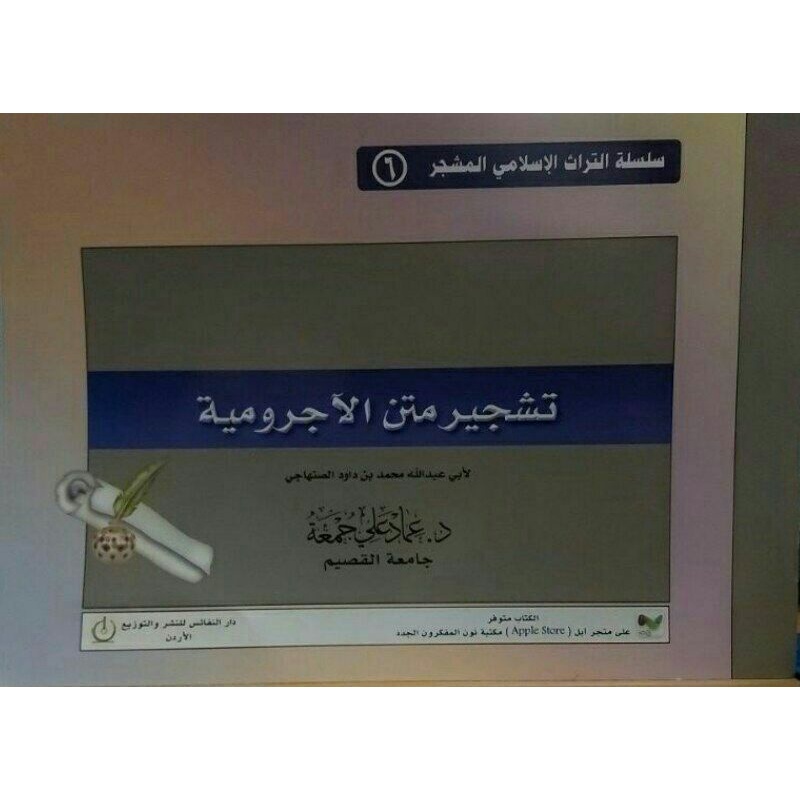 سلسلة التراث الإسلامي المشجر ٦
تشجير متن الآجرومية
لأبي عبدالله محمد بن داود الصنهاجي
د. عماد علي جمعة
جامعة القصيم
الكتاب متوفر
على متجر ابل ( Apple Store ) مكتبة نون المفكرون الجدد
دار النفائس للنشر والتوزيع
الأردن